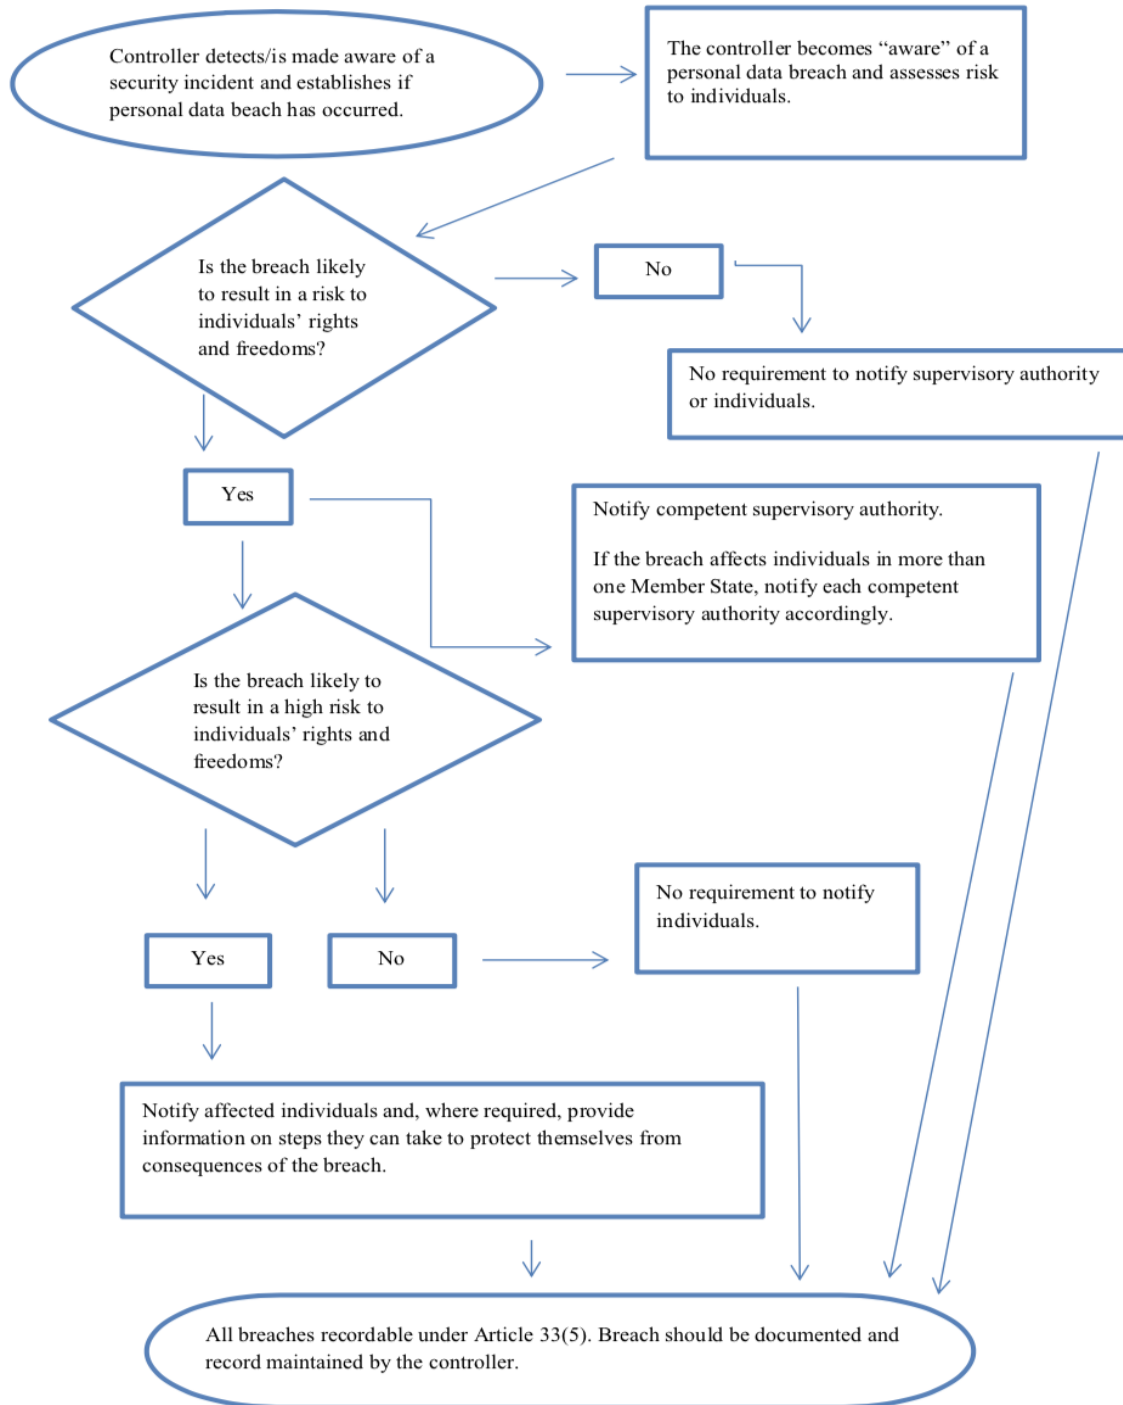 Controller detects/is made aware of a
security incident and establishes if
personal data beach has occurred.
The controller becomes “aware” of a
personal data breach and assesses risk
to individuals.
Is the breach likely
to result in a risk to
individuals’ rights
and freedoms?
No
No requirement to notify supervisory authority
or individuals.
Yes
Notify competent supervisory authority.
If the breach affects individuals in more than
one Member State, notify each competent
supervisory authority accordingly.
Is the breach likely to
result in a high risk to
individuals’ rights and
freedoms?
Yes
No
No requirement to notify
individuals.
Notify affected individuals and, where required, provide
information on steps they can take to protect themselves from
consequences of the breach.
All breaches recordable under Article 33(5). Breach should be documented and
record maintained by the controller.